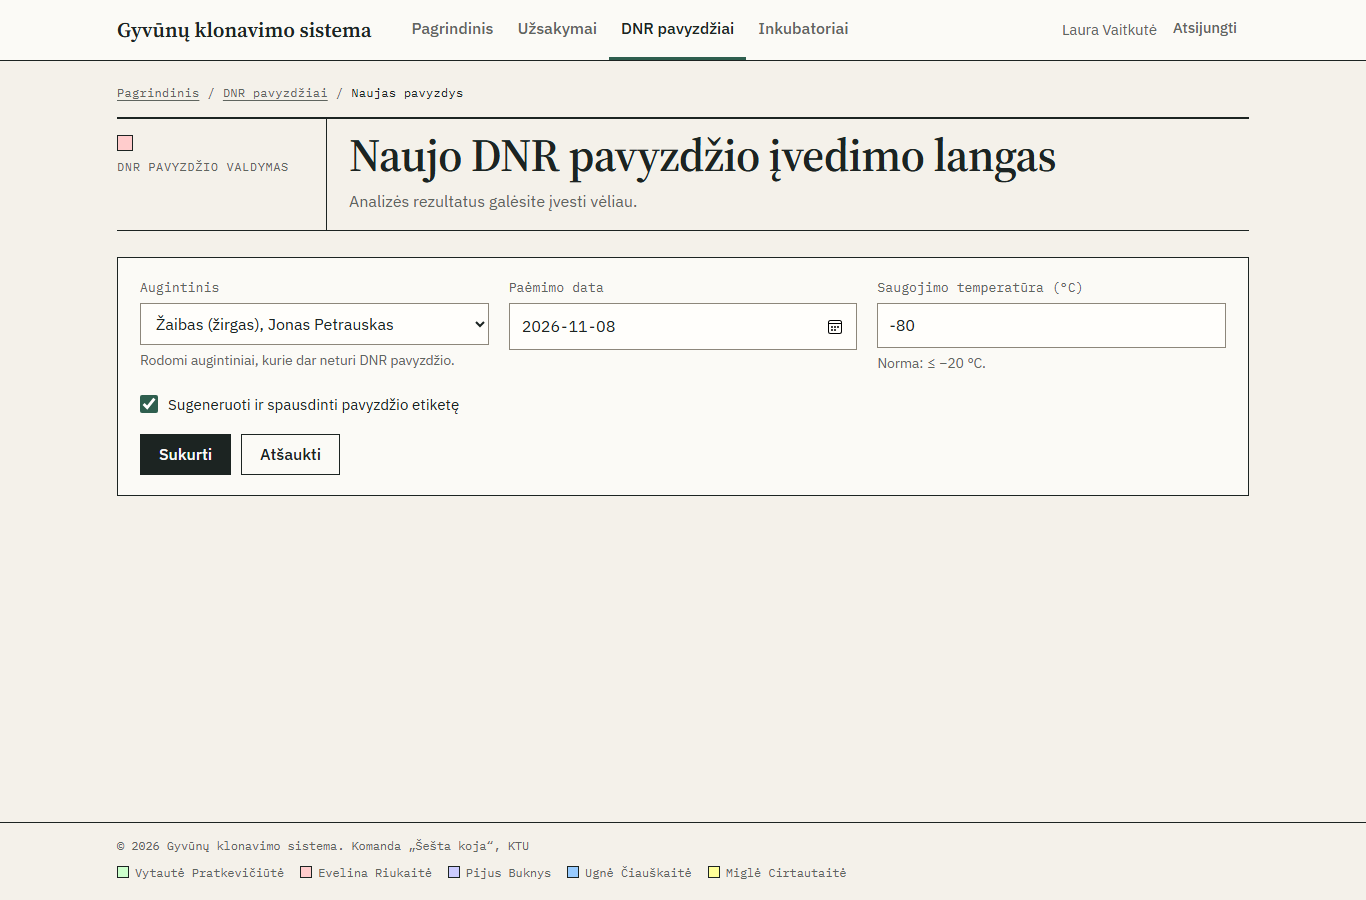 Gyvūnų klonavimo sistema
Pagrindinis
Užsakymai
DNR pavyzdžiai
Inkubatoriai
Laura Vaitkutė
Atsijungti
Pagrindinis / DNR pavyzdžiai / Naujas pavyzdys
DNR PAVYZDŽIO VALDYMAS
Naujo DNR pavyzdžio įvedimo langas
Analizės rezultatus galėsite įvesti vėliau.
Augintinis
Žaibas (žirgas), Jonas Petrauskas
Rodomi augintiniai, kurie dar neturi DNR pavyzdžio.
Paėmimo data
2026-11-08
Saugojimo temperatūra (°C)
-80
Norma: ≤ −20 °C.
Sugeneruoti ir spausdinti pavyzdžio etiketę
Sukurti
Atšaukti
© 2026 Gyvūnų klonavimo sistema. Komanda „Šešta koja“, KTU
Vytautė Pratkevičiūtė
Evelina Riukaitė
Pijus Buknys
Ugnė Čiauškaitė
Miglė Cirtautaitė